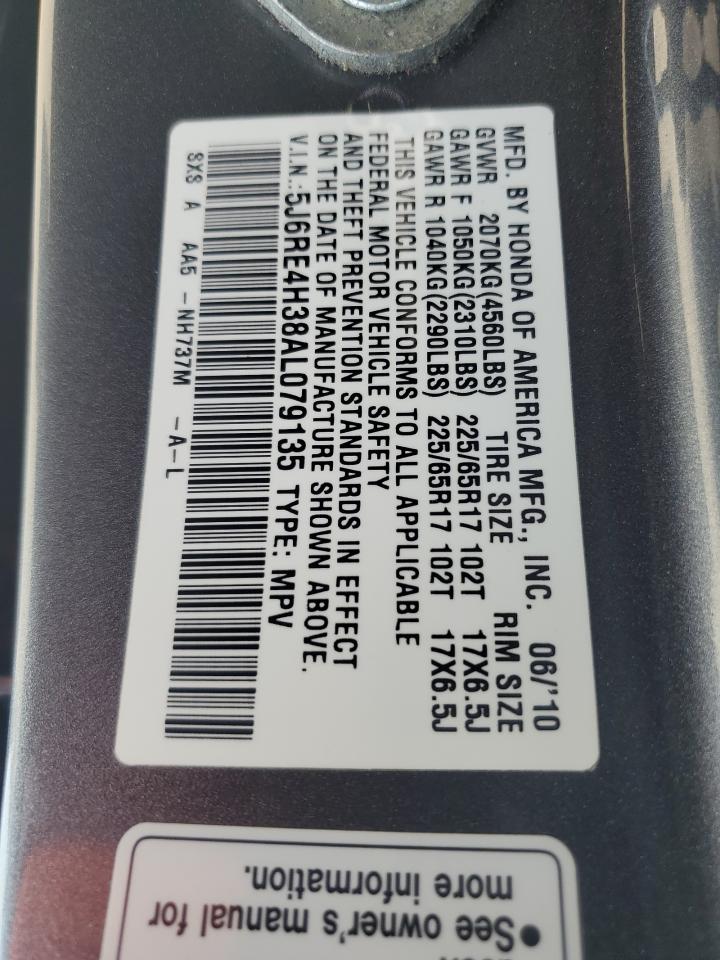 MFD. BY HONDA OF AMERICA MFG., INC. 06/'10
GVWR 2070KG(4560LBS) TIRE SIZE RIM SIZE
GAWR F 1050KG(2310LBS) 225/65R17 102T 17X6.5J
GAWR R 1040KG(2290LBS) 225/65R17 102T 17X6.5J
THIS VEHICLE CONFORMS TO ALL APPLICABLE
FEDERAL MOTOR VEHICLE SAFETY
AND THEFT PREVENTION STANDARDS IN EFFECT
ON THE DATE OF MANUFACTURE SHOWN ABOVE.
V.I.N.:5J6RE4H38AL079135 TYPE: MPV
SXS A AA5 -NH737M -A-L
●See owner's manual for
more information.